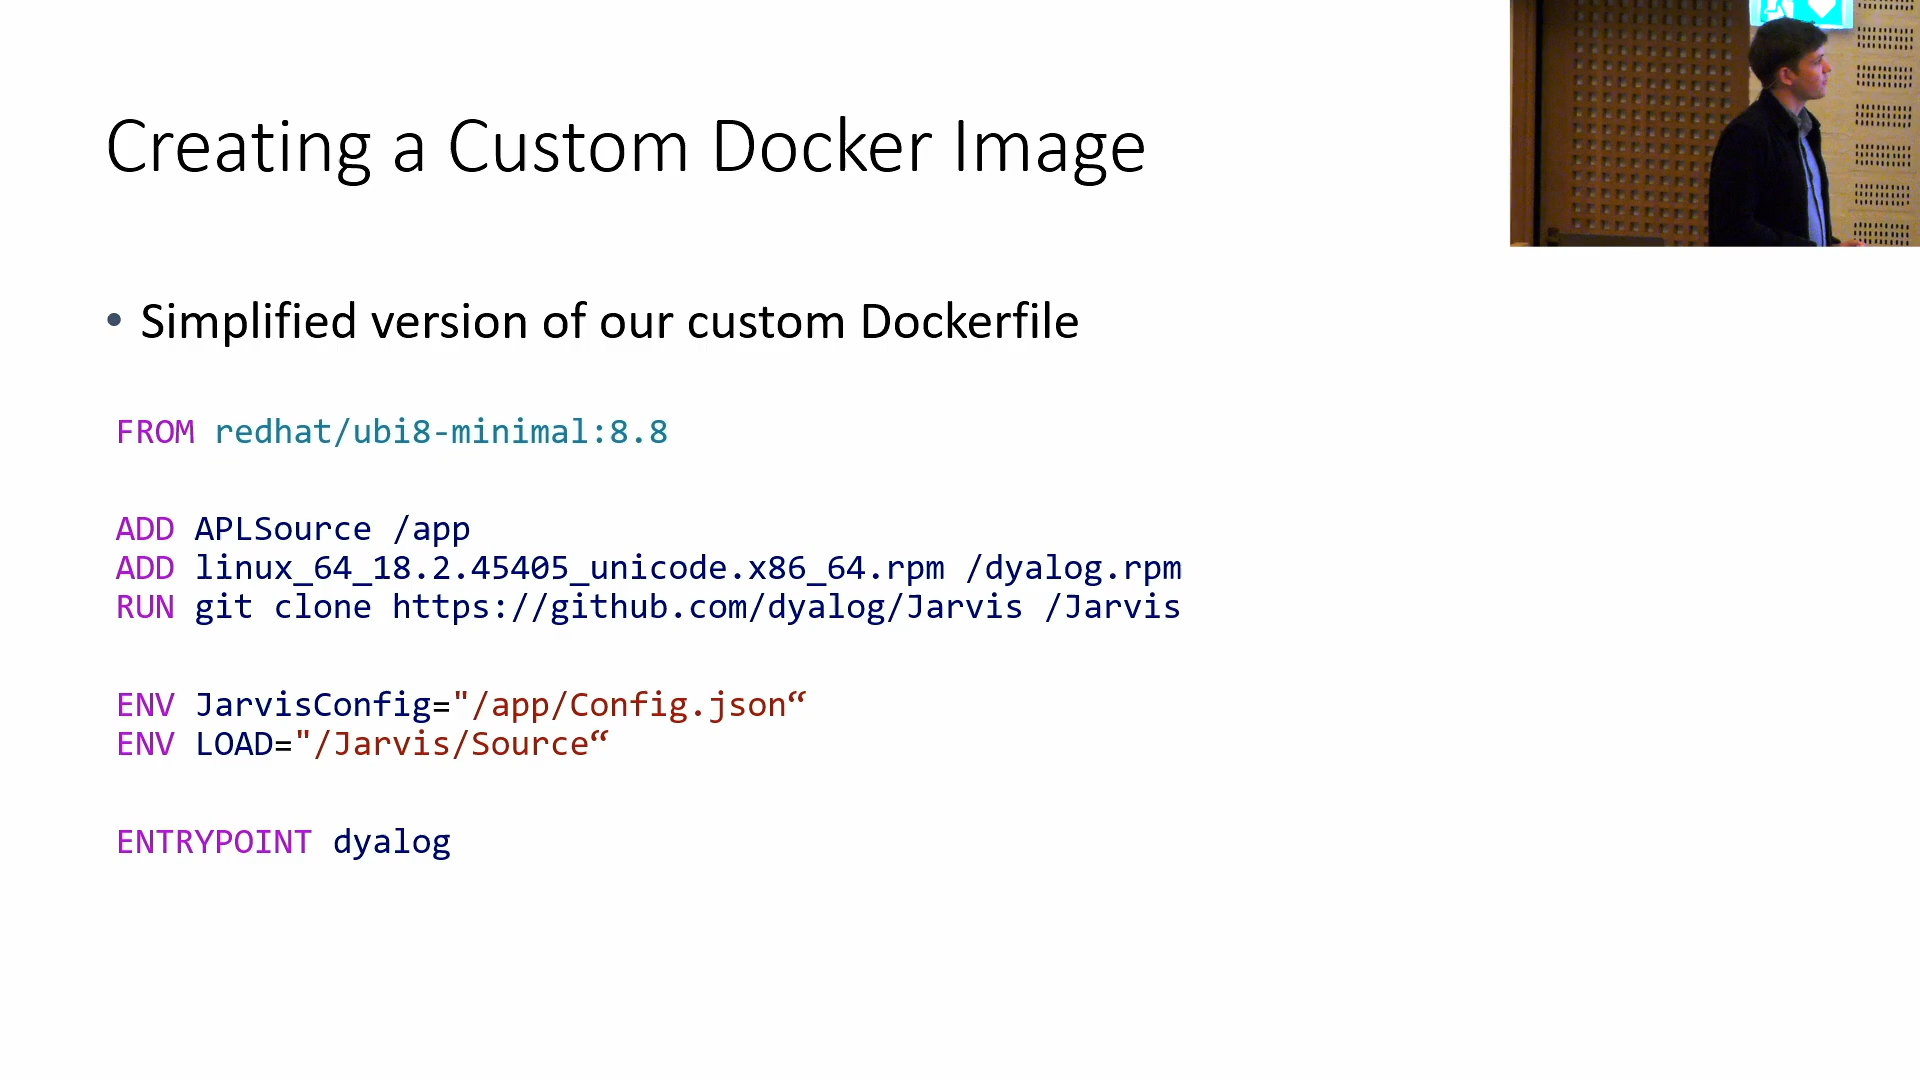 Creating a Custom Docker Image
• Simplified version of our custom Dockerfile
FROM redhat/ubi8-minimal:8.8
ADD APLSource /app
ADD linux_64_18.2.45405_unicode.x86_64.rpm /dyalog.rpm
RUN git clone https://github.com/dyalog/Jarvis /Jarvis
ENV JarvisConfig="/app/Config.json“
ENV LOAD="/Jarvis/Source“
ENTRYPOINT dyalog